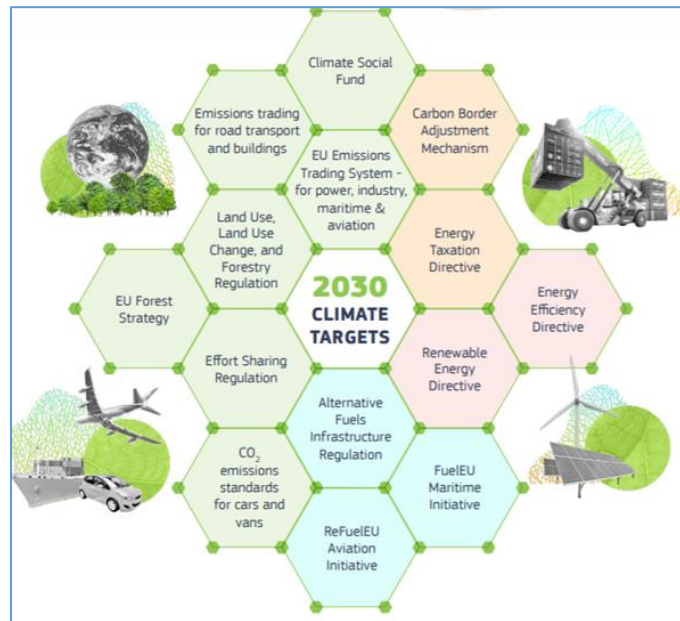 Climate Social
Fund
Emissions trading
for road transport
and buildings
Carbon Border
Adjustment
Mechanism
EU Emissions
Trading System -
for power, industry,
maritime &
aviation
Land Use,
Land Use
Change, and
Forestry
Regulation
Energy
Taxation
Directive
EU Forest
Strategy
2030
CLIMATE
TARGETS
Energy
Efficiency
Directive
Effort Sharing
Regulation
Renewable
Energy
Directive
Alternative
Fuels
Infrastructure
Regulation
CO₂
emissions
standards
for cars and
vans
FuelEU
Maritime
Initiative
ReFuelEU
Aviation
Initiative